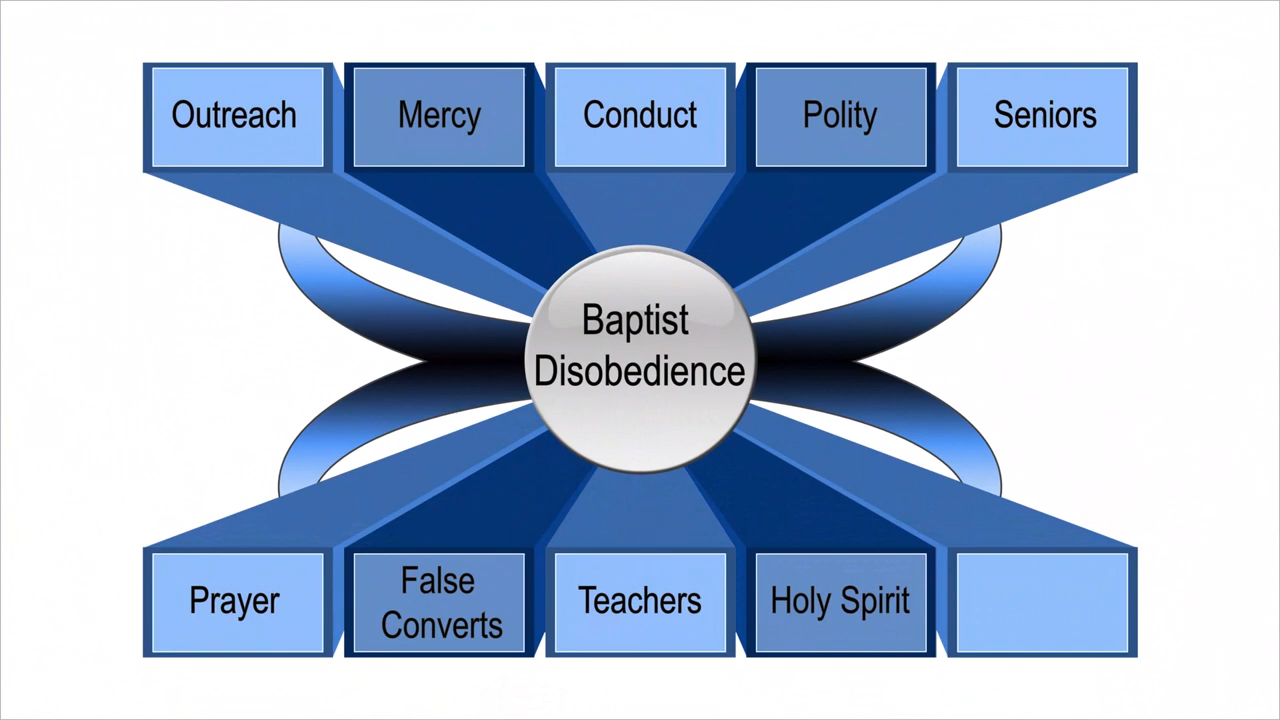 Outreach
Mercy
Conduct
Polity
Seniors
Baptist
Disobedience
Prayer
False
Converts
Teachers
Holy Spirit